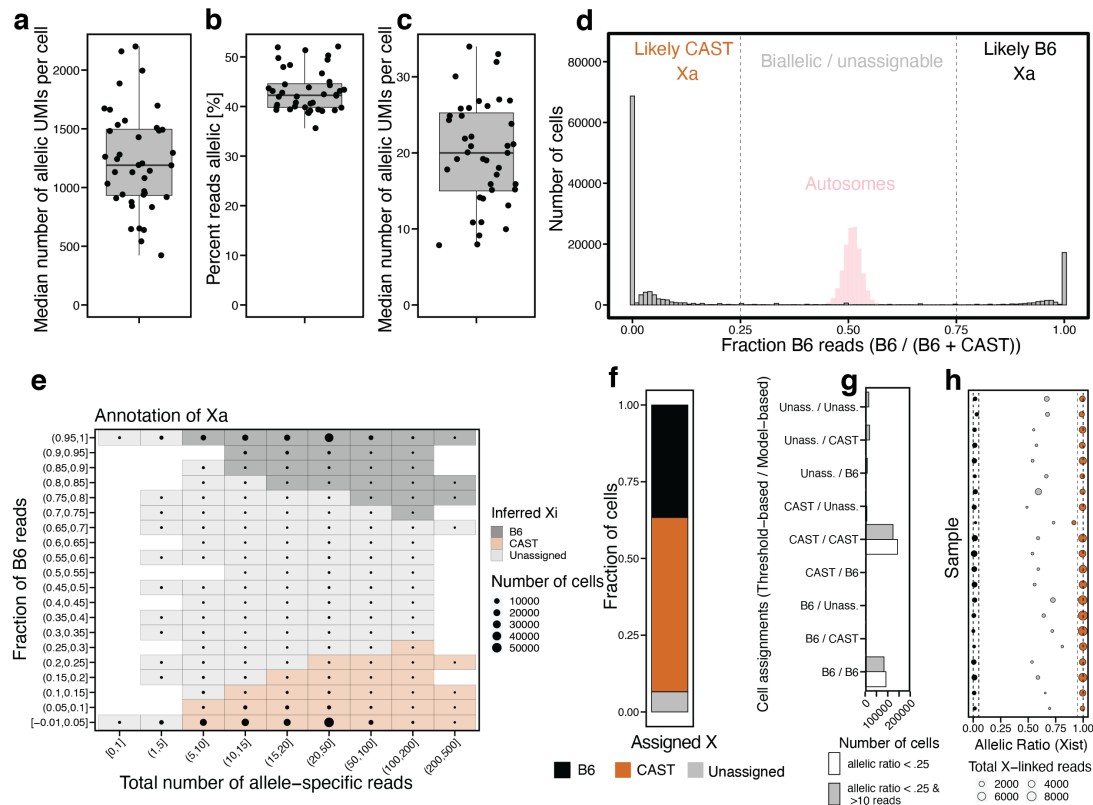 a
Median number of allelic UMIs per cell
2000
1500
1000
500
0
b
Percent reads allelic [%]
50
40
30
20
10
0
c
Median number of allelic UMIs per cell
30
20
10
0
d
Number of cells
80000
60000
40000
20000
0
Likely CAST
Xa
Biallelic / unassignable
Likely B6
Xa
Autosomes
0.00
0.25
0.50
0.75
1.00
Fraction B6 reads (B6 / (B6 + CAST))
e
Annotation of Xa
Fraction of B6 reads
(0.95,1]
(0.9,0.95]
(0.85,0.9]
(0.8,0.85]
(0.75,0.8]
(0.7,0.75]
(0.65,0.7]
(0.6,0.65]
(0.55,0.6]
(0.5,0.55]
(0.45,0.5]
(0.4,0.45]
(0.35,0.4]
(0.3,0.35]
(0.25,0.3]
(0.2,0.25]
(0.15,0.2]
(0.1,0.15]
(0.05,0.1]
[−0.01,0.05]
[0,1]
(1,5]
(5,10]
(10,15]
(15,20]
(20,50]
(50,100]
(100,200]
(200,500]
Total number of allele−specific reads
Inferred Xi
B6
CAST
Unassigned
Number of cells
10000
20000
30000
40000
50000
f
Fraction of cells
1.00
0.75
0.50
0.25
0.00
Assigned X
B6
CAST
Unassigned
g
Cell assignments (Threshold−based / Model−based)
Unass. / Unass.
Unass. / CAST
Unass. / B6
CAST / Unass.
CAST / CAST
CAST / B6
B6 / Unass.
B6 / CAST
B6 / B6
0
100000
200000
Number of cells
allelic ratio < .25
allelic ratio < .25 &
>10 reads
h
Sample
0.00
0.25
0.50
0.75
1.00
Allelic Ratio (Xist)
Total X−linked reads
2000
4000
6000
8000